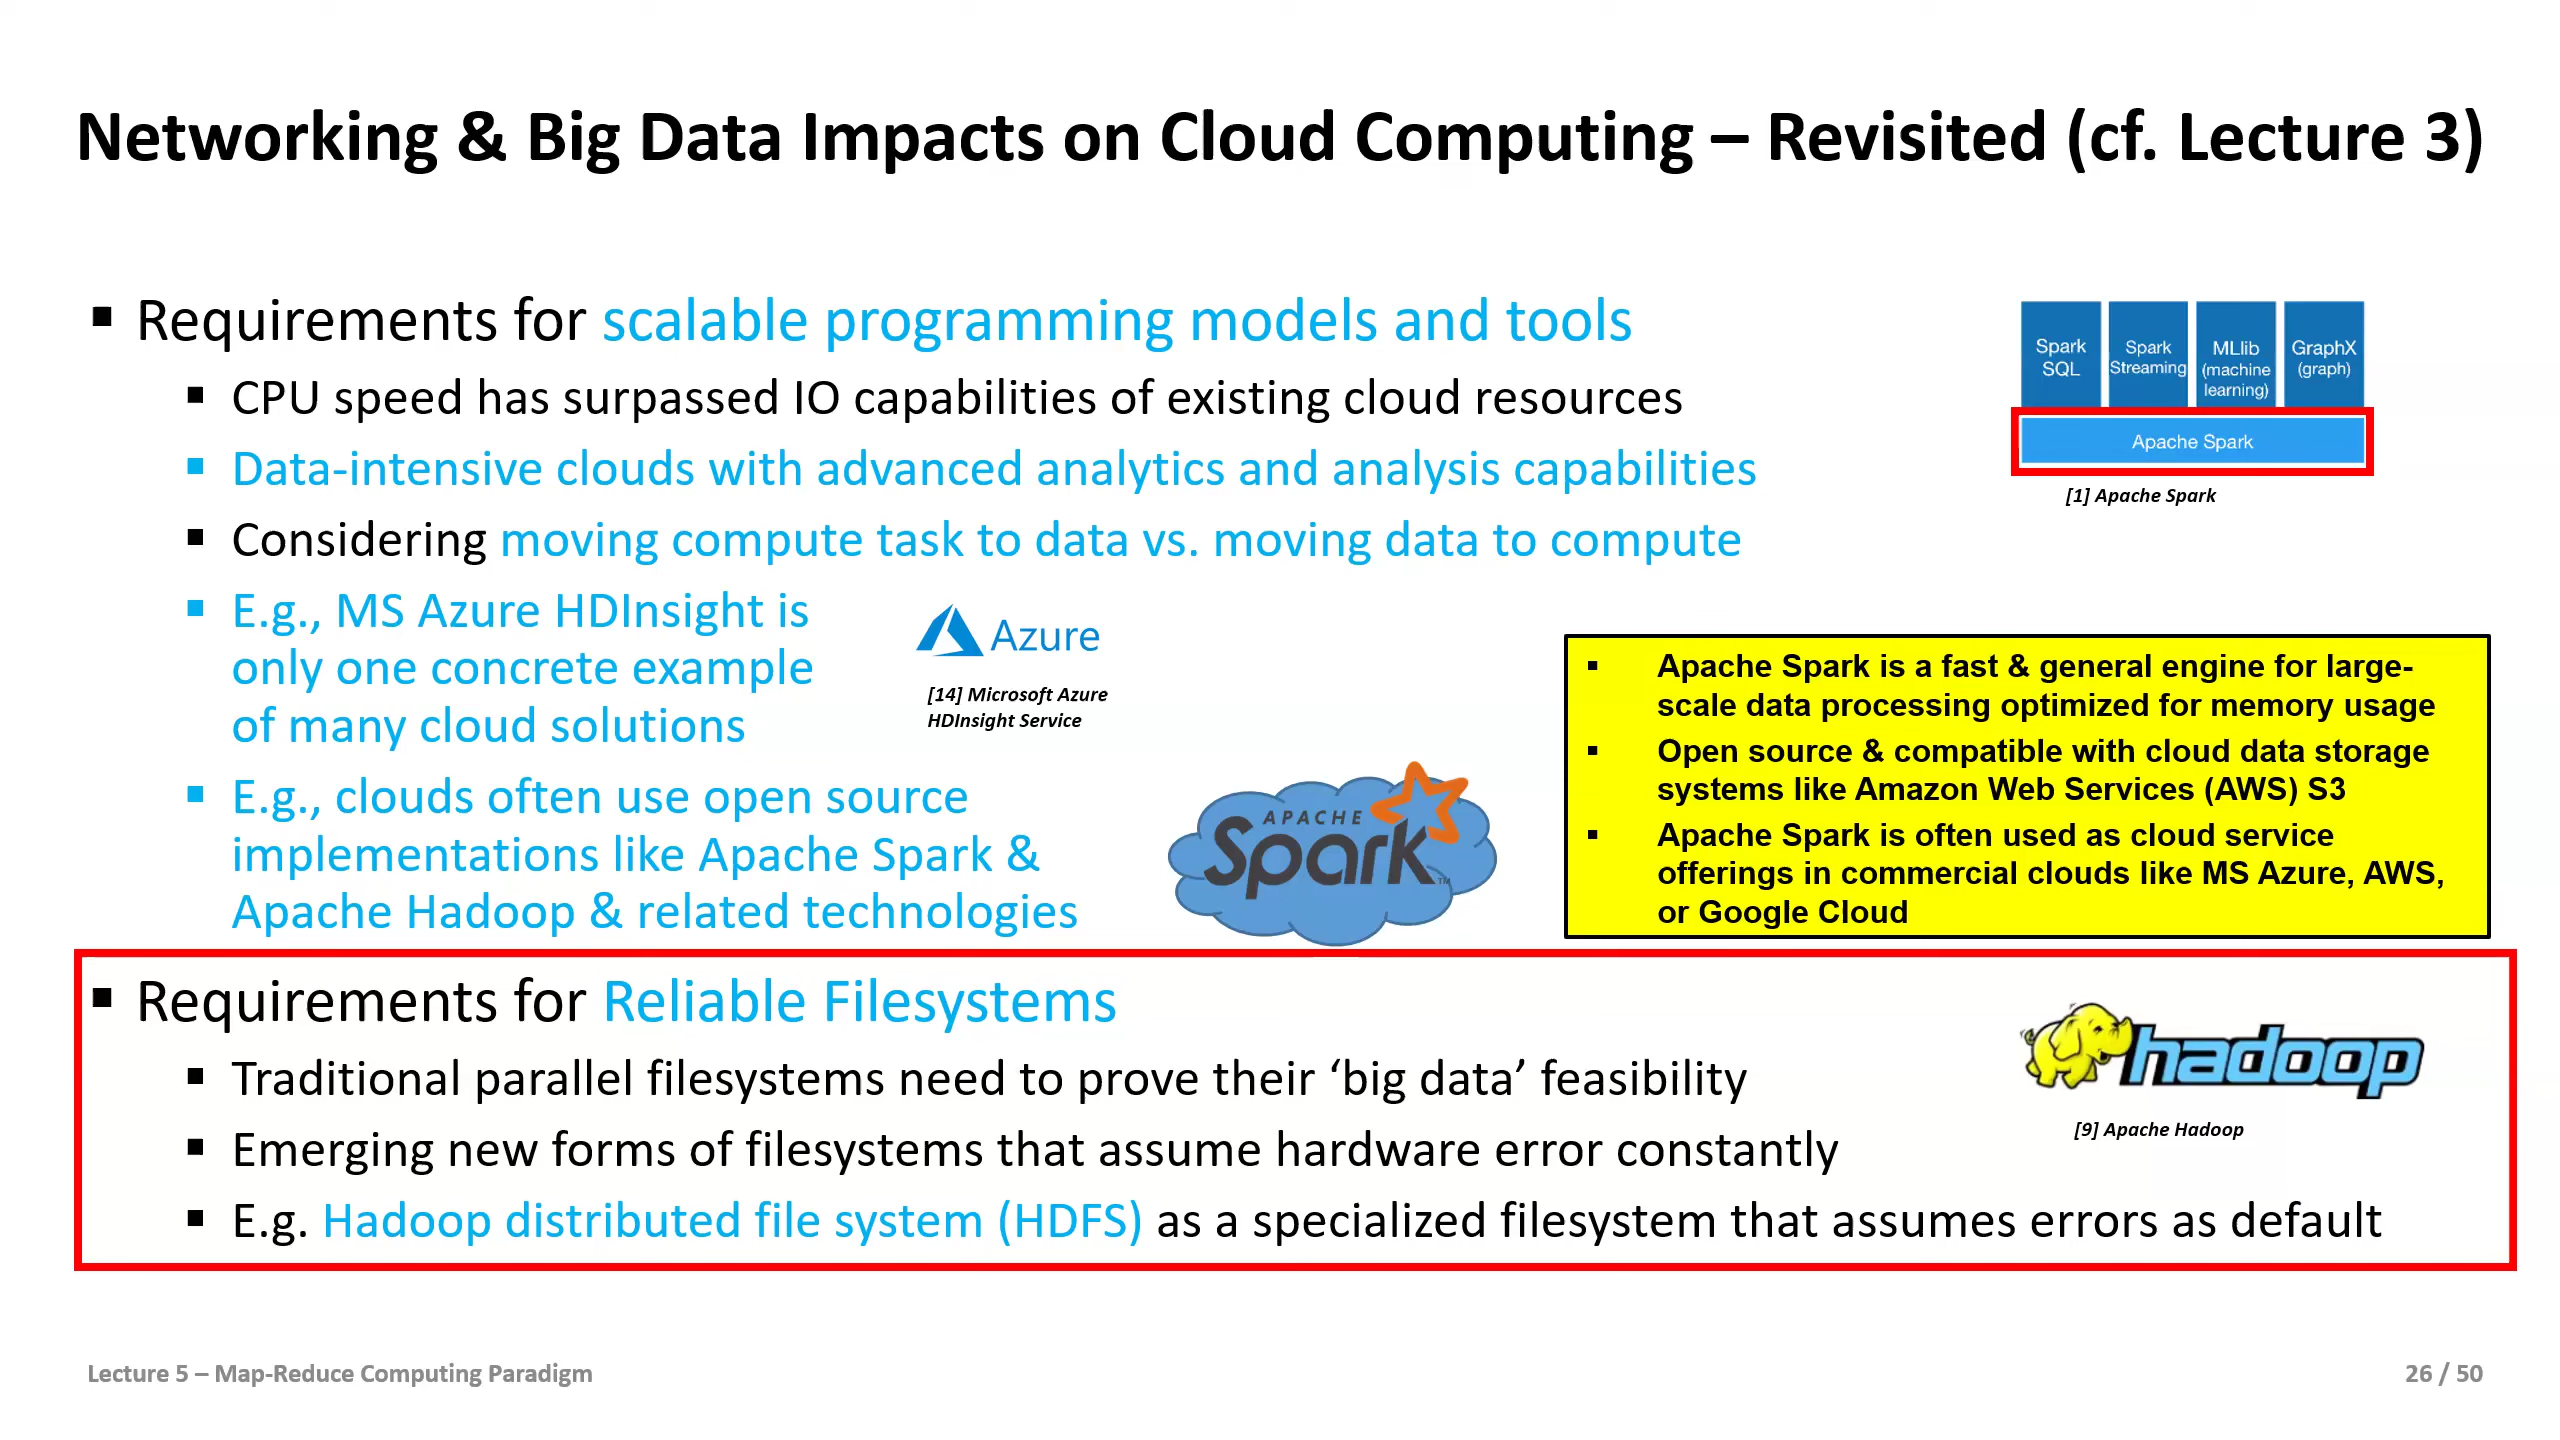 Networking & Big Data Impacts on Cloud Computing – Revisited (cf. Lecture 3)
▪ Requirements for scalable programming models and tools
▪ CPU speed has surpassed IO capabilities of existing cloud resources
▪ Data-intensive clouds with advanced analytics and analysis capabilities
▪ Considering moving compute task to data vs. moving data to compute
▪ E.g., MS Azure HDInsight is
only one concrete example
of many cloud solutions
▪ E.g., clouds often use open source
implementations like Apache Spark &
Apache Hadoop & related technologies
Spark
SQL
Spark
Streaming
MLlib
(machine
learning)
GraphX
(graph)
Apache Spark
[1] Apache Spark
Azure
[14] Microsoft Azure
HDInsight Service
APACHE
Spark™
▪ Apache Spark is a fast & general engine for large-
scale data processing optimized for memory usage
▪ Open source & compatible with cloud data storage
systems like Amazon Web Services (AWS) S3
▪ Apache Spark is often used as cloud service
offerings in commercial clouds like MS Azure, AWS,
or Google Cloud
▪ Requirements for Reliable Filesystems
▪ Traditional parallel filesystems need to prove their ‘big data’ feasibility
▪ Emerging new forms of filesystems that assume hardware error constantly
▪ E.g. Hadoop distributed file system (HDFS) as a specialized filesystem that assumes errors as default
hadoop
[9] Apache Hadoop
Lecture 5 – Map-Reduce Computing Paradigm
26 / 50